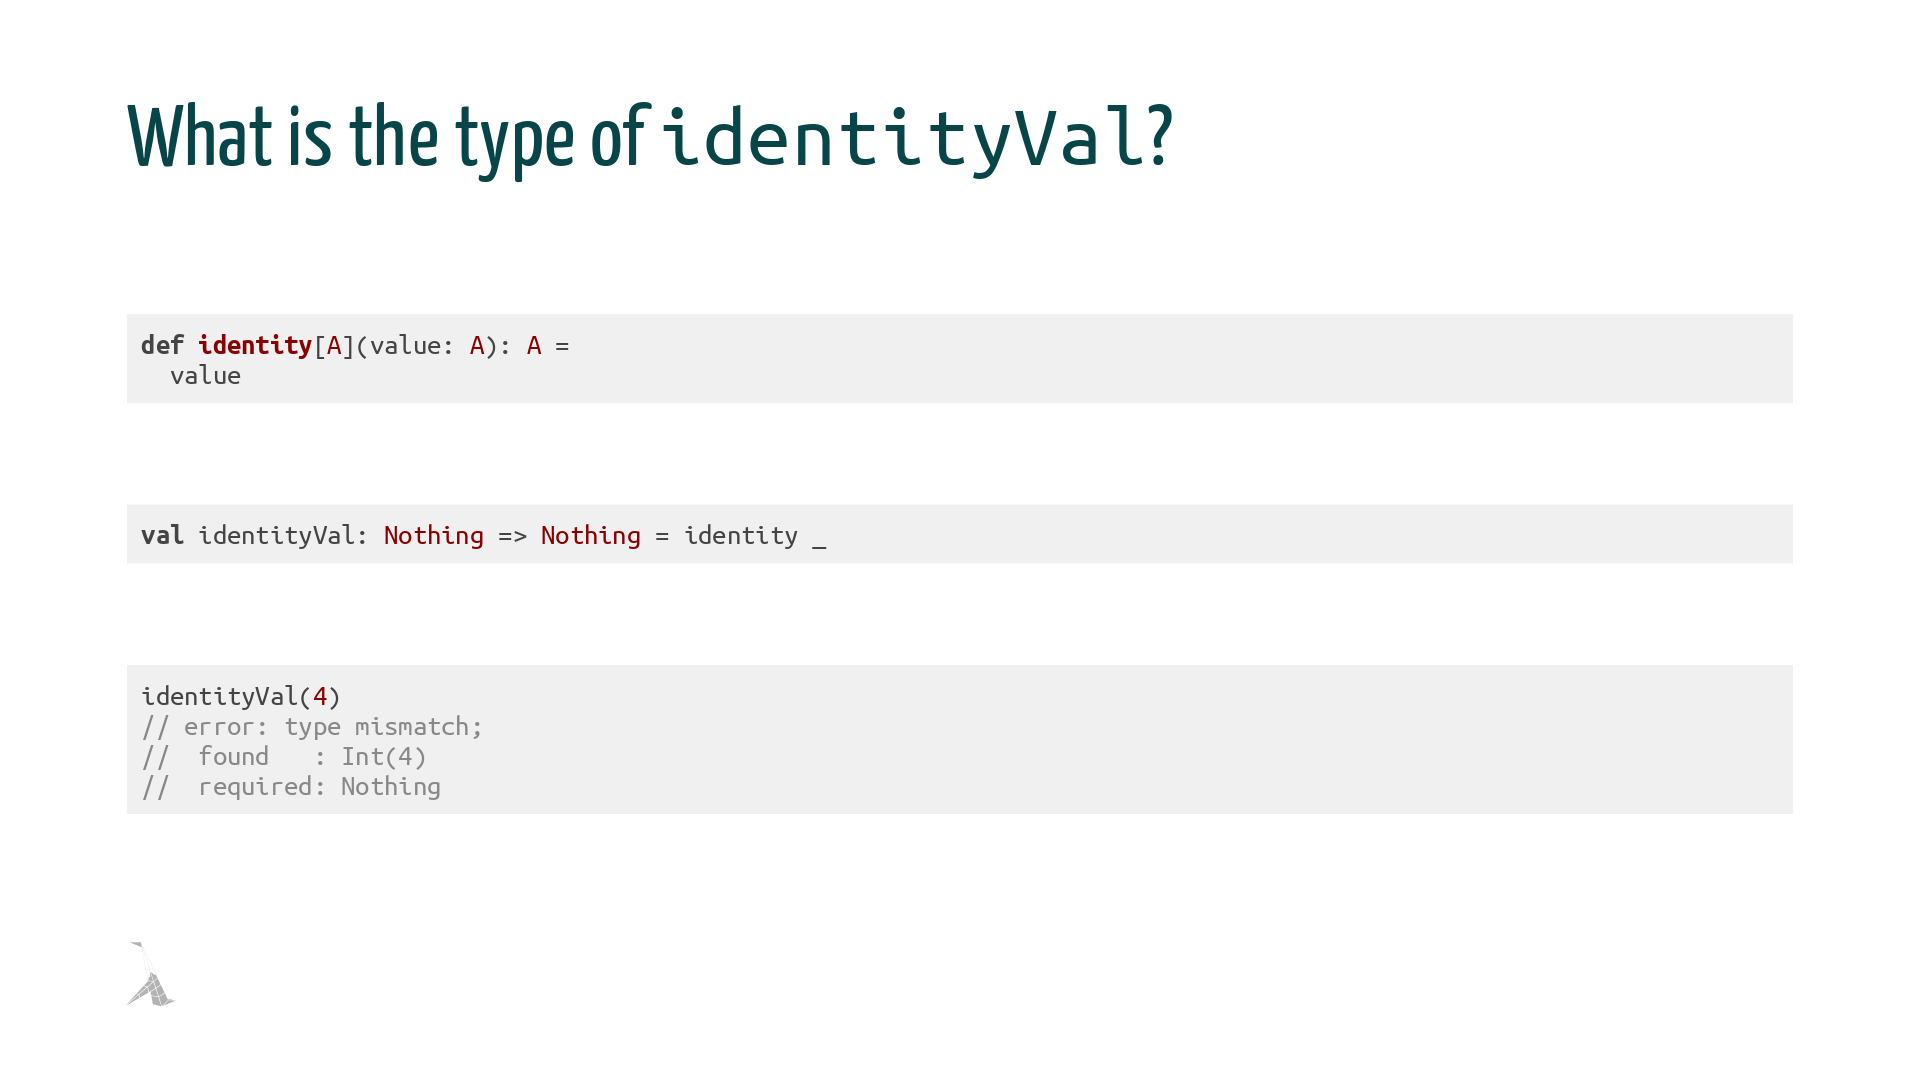 What is the type of identityVal?
def identity[A](value: A): A =
  value
val identityVal: Nothing => Nothing = identity _
identityVal(4)
// error: type mismatch;
//  found   : Int(4)
//  required: Nothing